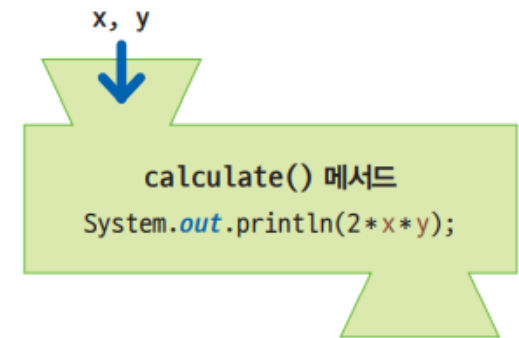 x, y
calculate() 메서드
System.out.println(2*x*y);